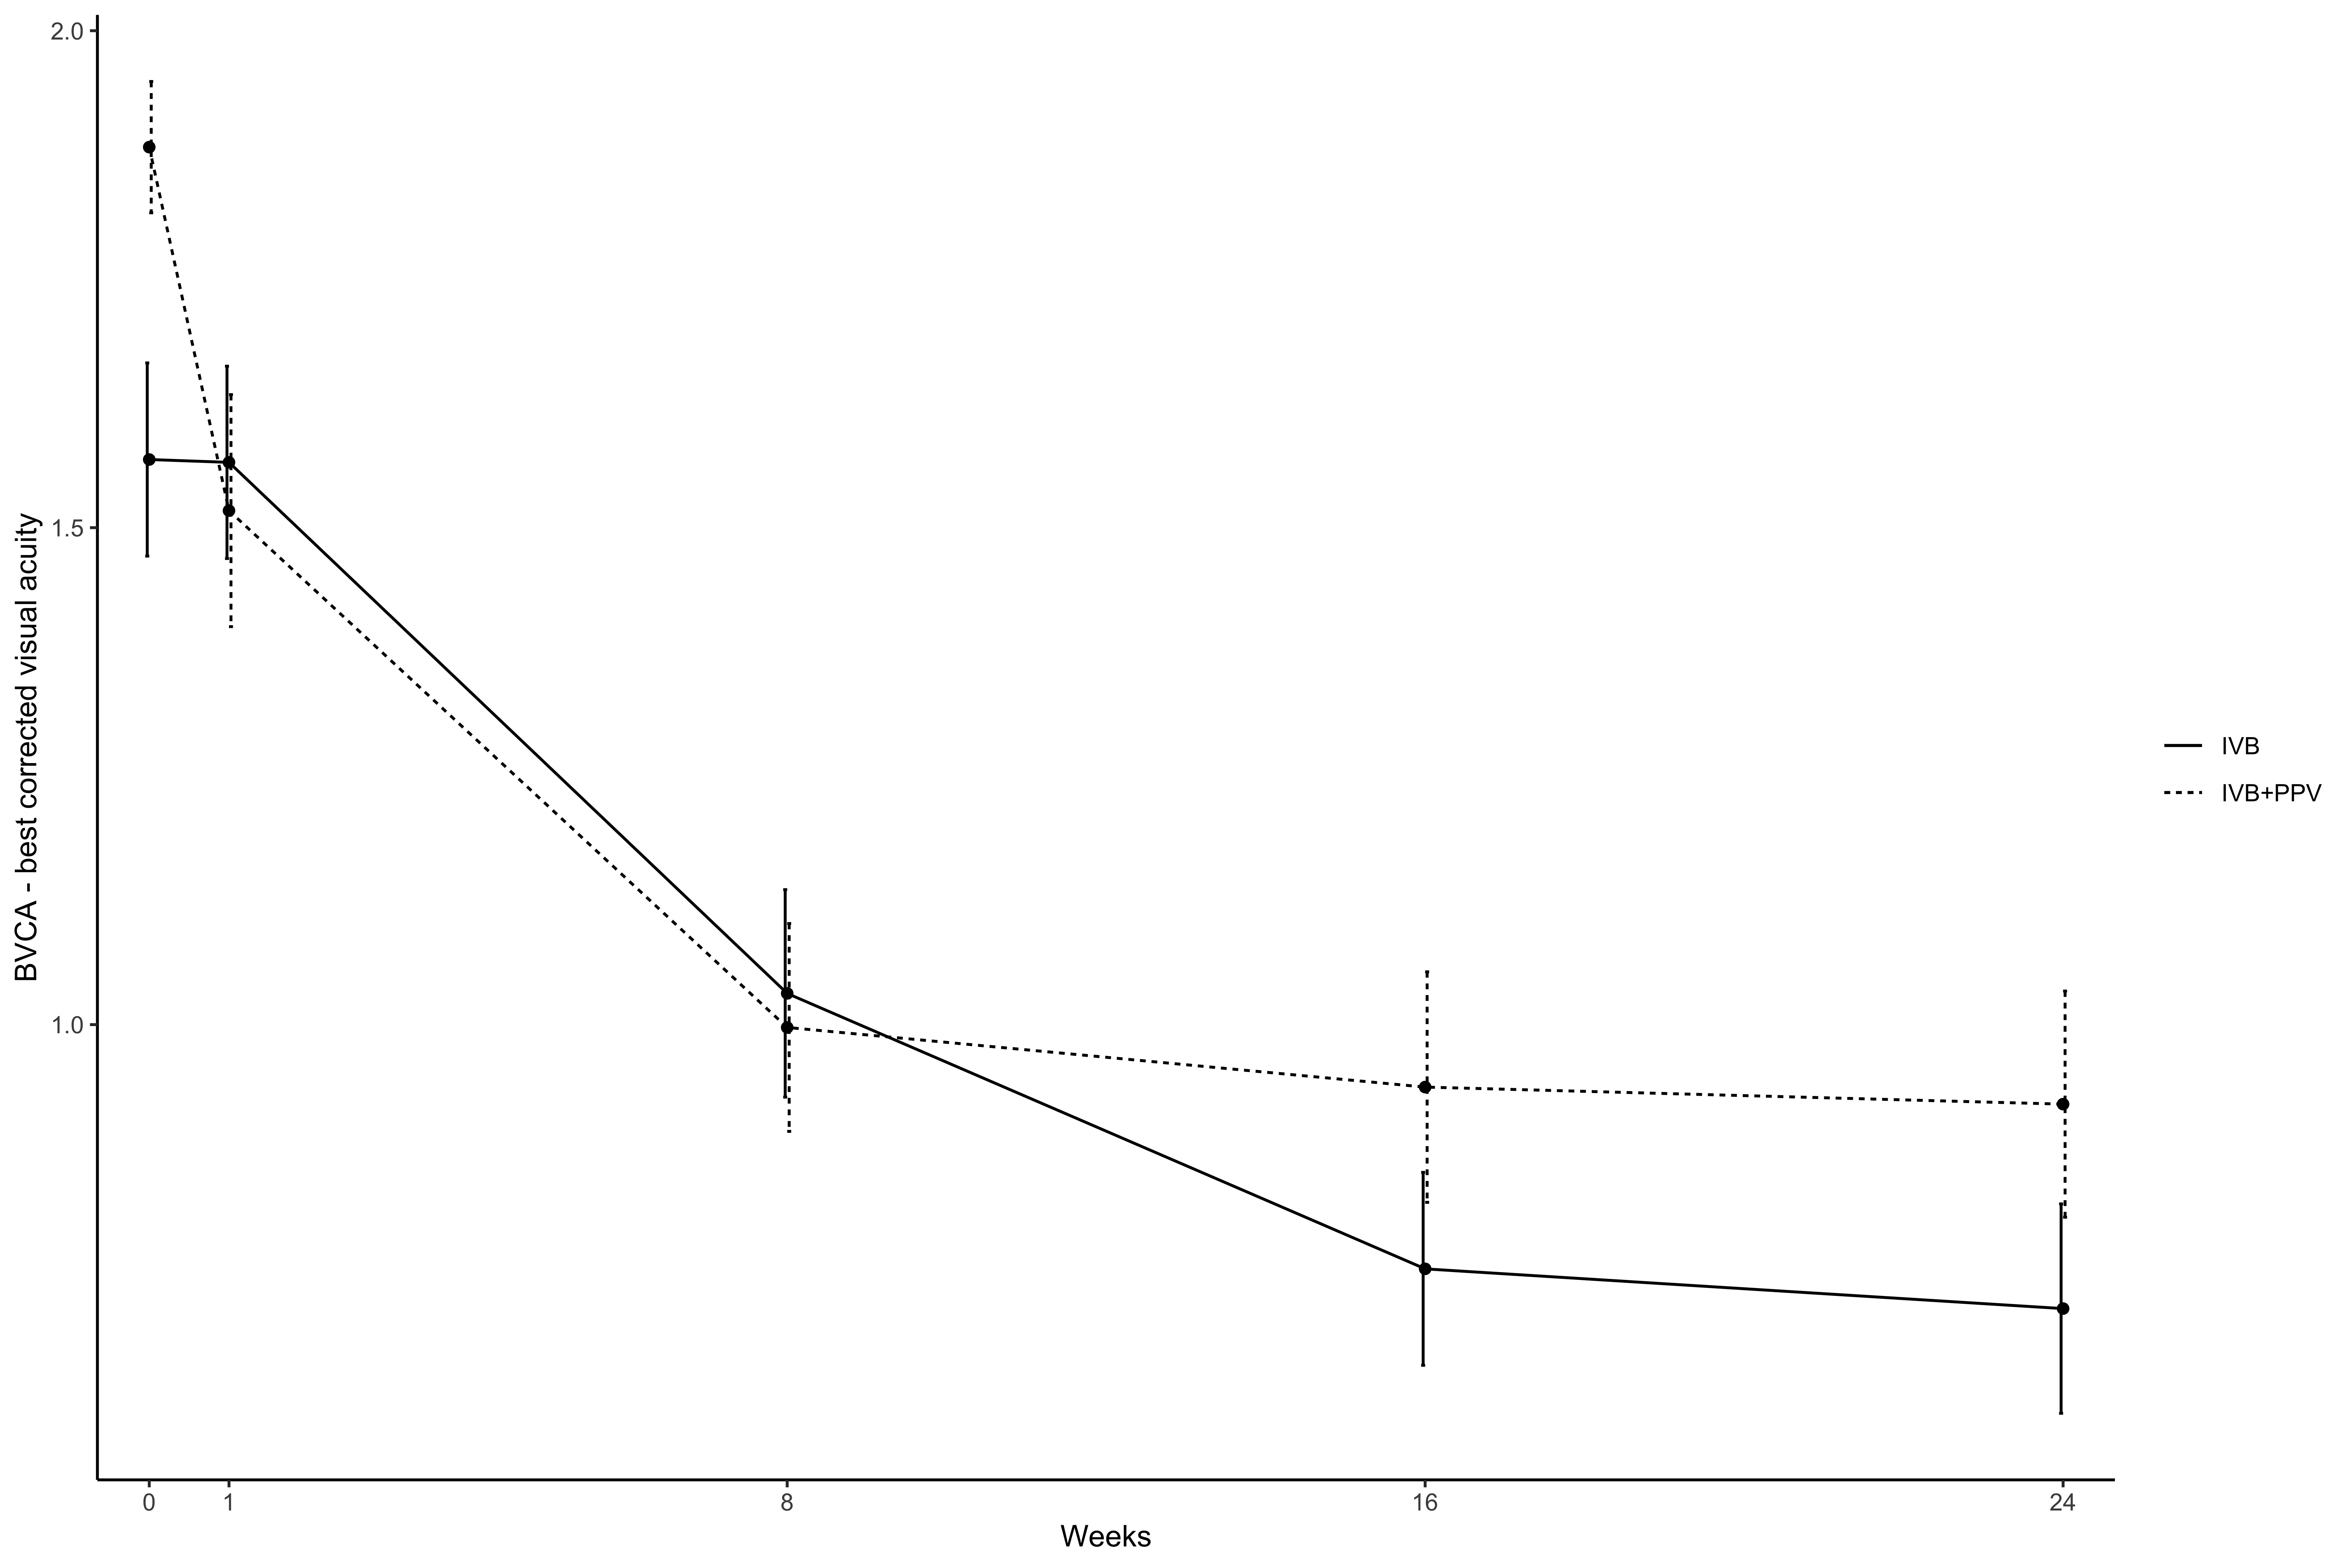 2.0
1.5
1.0
BVCA - best corrected visual acuity
0 1 8 16 24
Weeks
IVB
IVB+PPV